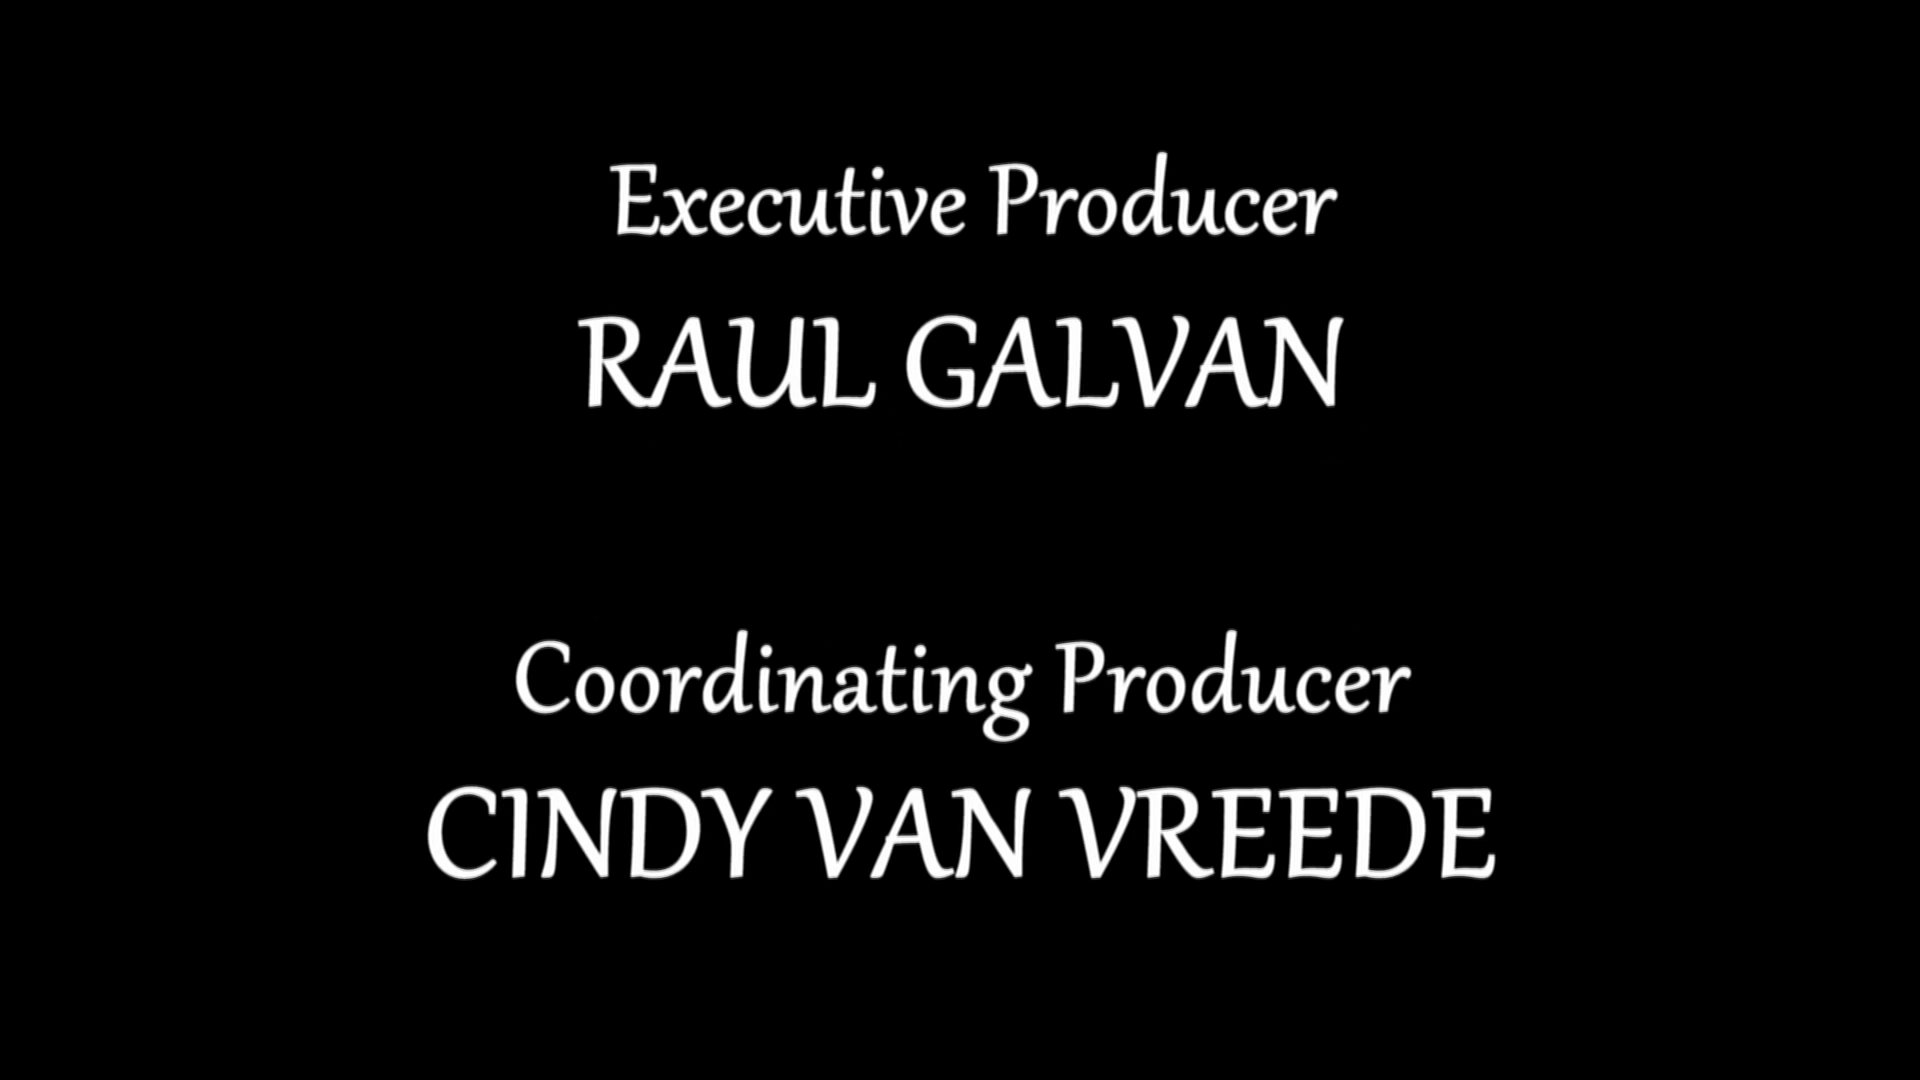 Executive Producer
RAUL GALVAN
Coordinating Producer
CINDY VAN VREEDE